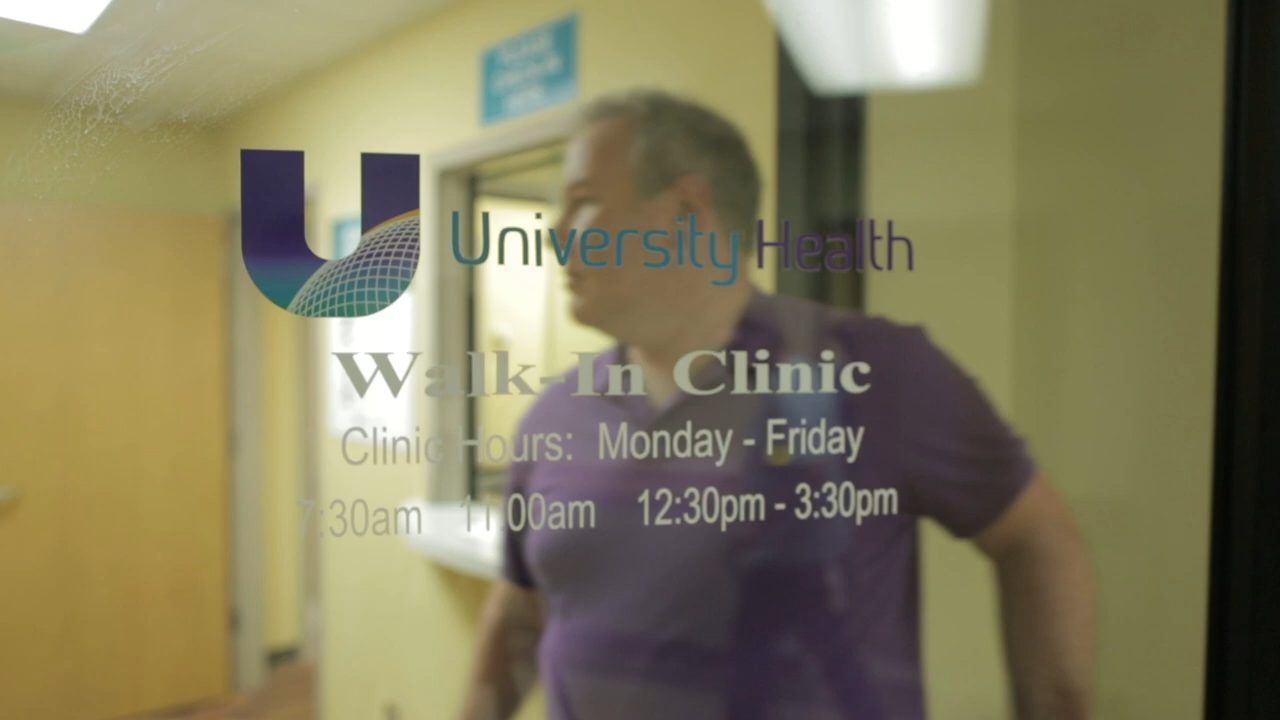 University Health
Walk-In Clinic
Clinic Hours: Monday - Friday
7:30am 11:00am 12:30pm - 3:30pm